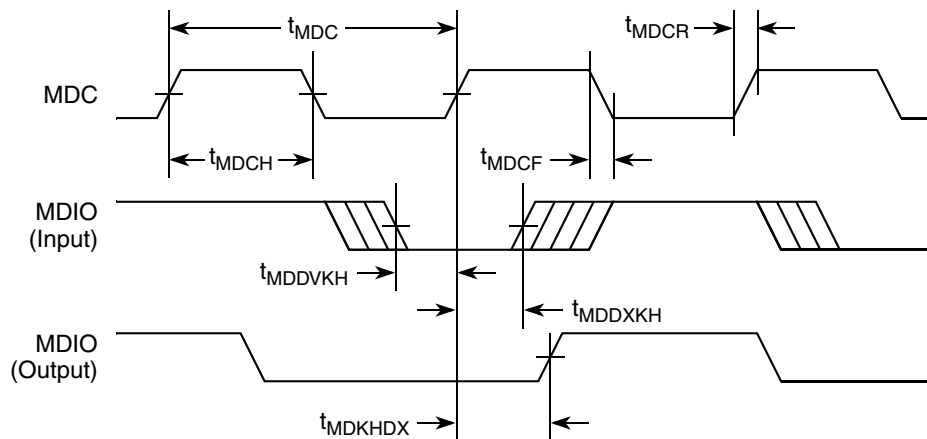 tMDC
tMDCR
MDC
tMDCH
tMDCF
MDIO
(Input)
tMDDVKH
tMDDXKH
MDIO
(Output)
tMDKHDX